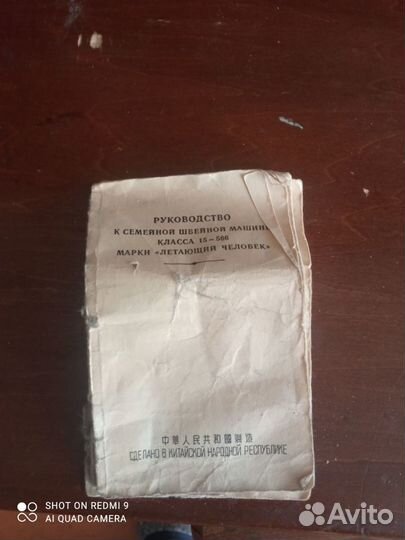 РУКОВОДСТВО
К СЕМЕЙНОЙ ШВЕЙНОЙ МАШИНЕ
КЛАССА 15-566
МАРКИ «ЛЕТАЮЩИЙ ЧЕЛОВЕК»
中華人民共和國製造
СДЕЛАНО В КИТАЙСКОЙ НАРОДНОЙ РЕСПУБЛИКЕ
SHOT ON REDMI 9
AI QUAD CAMERA
Avito